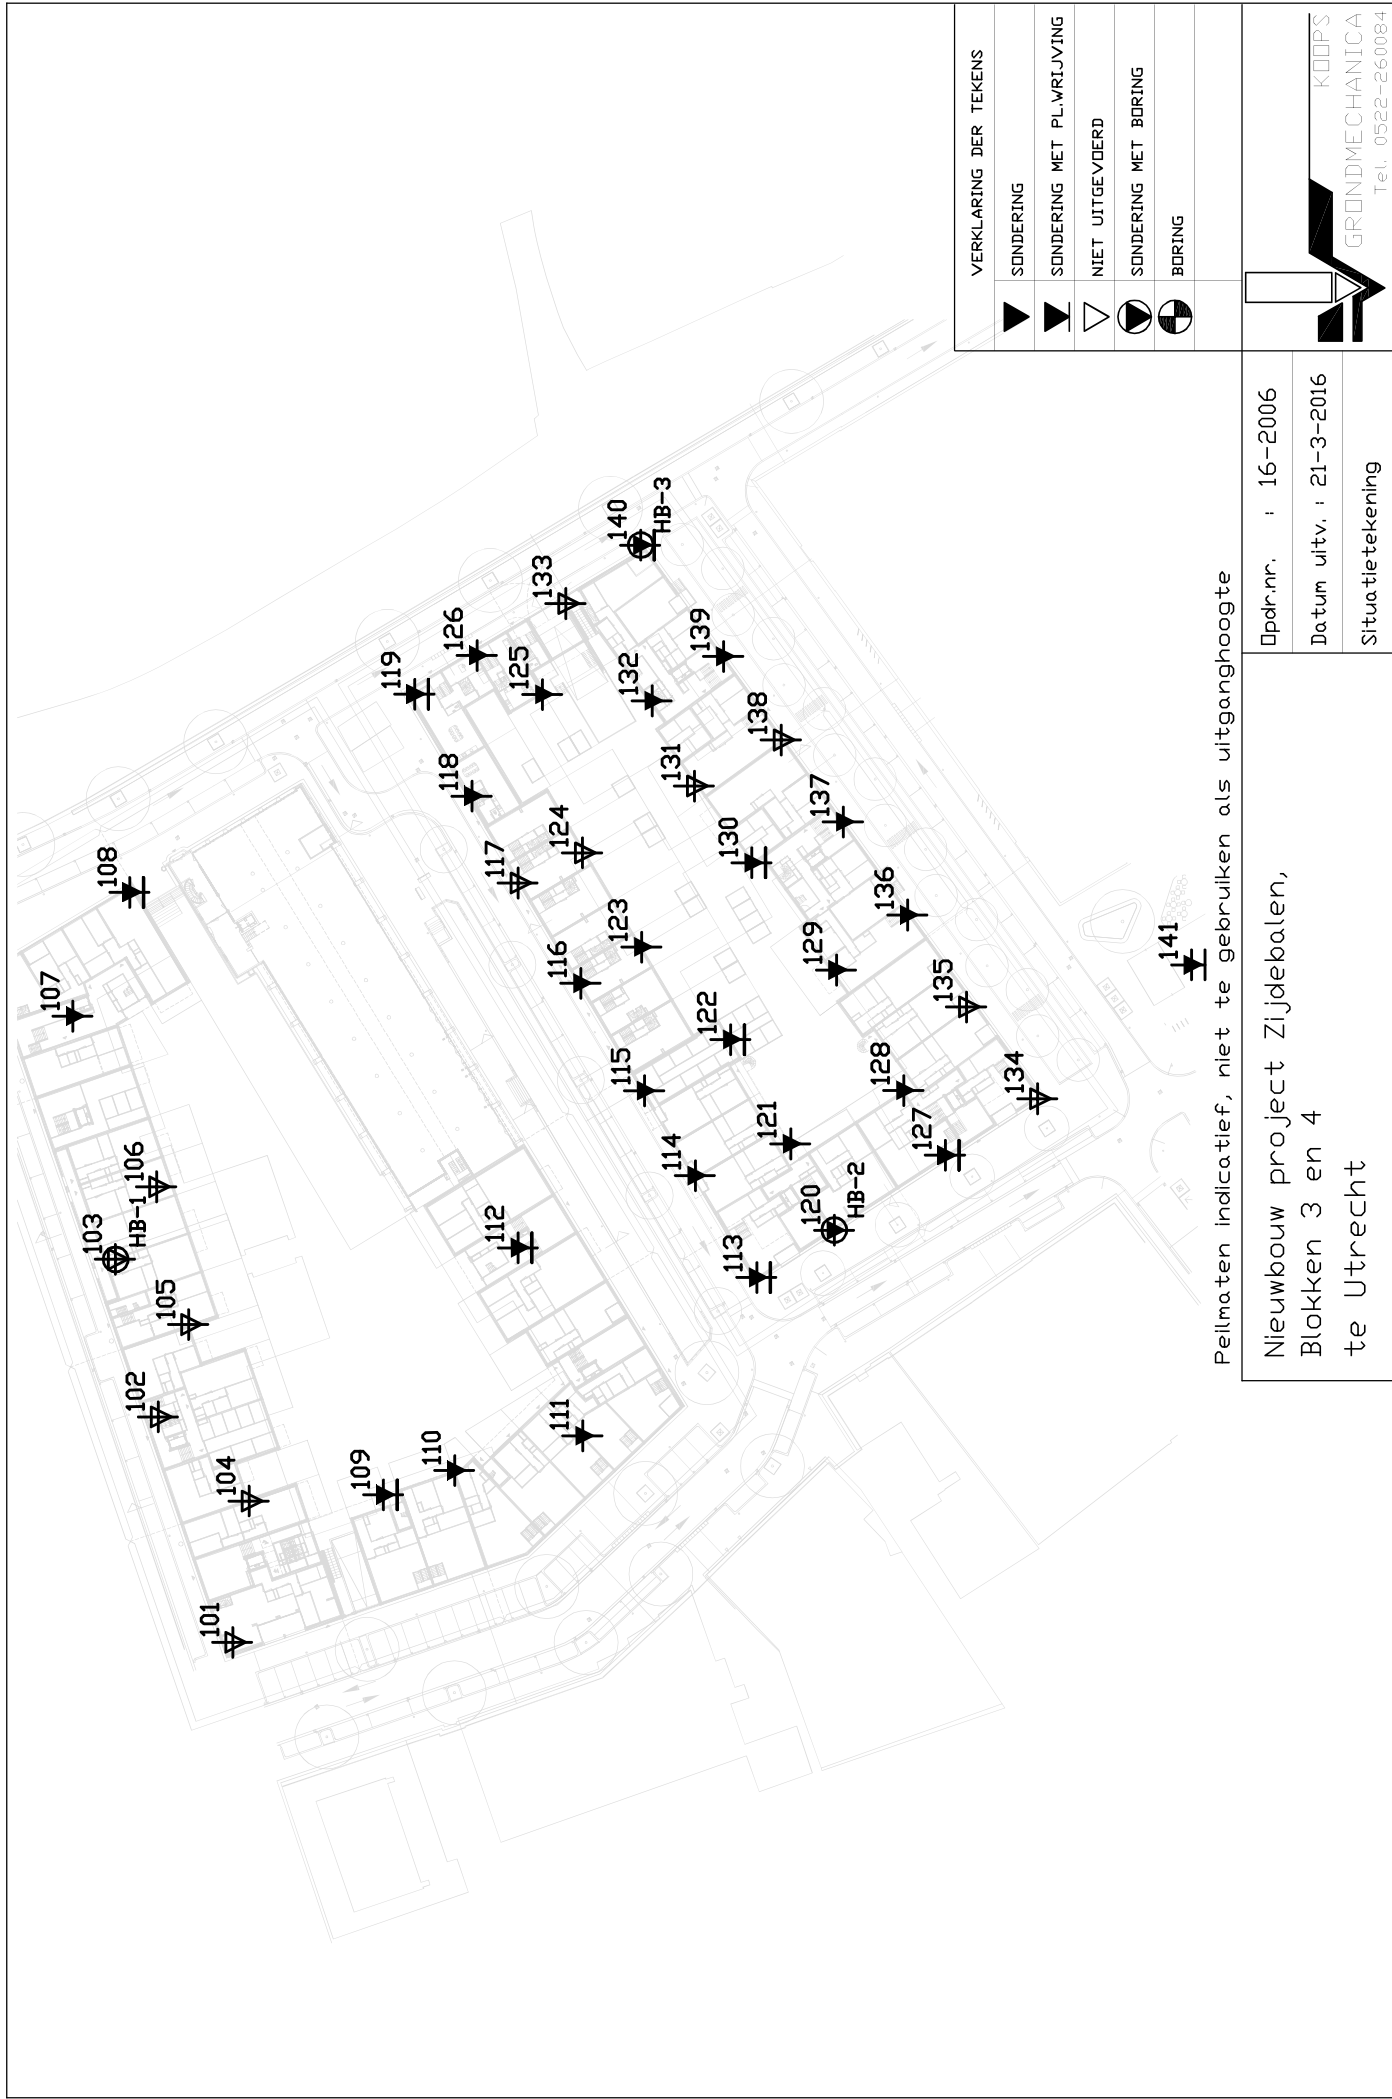 VERKLARING DER TEKENS
SONDERING
SONDERING MET PL.WRIJVING
NIET UITGEVOERD
SONDERING MET BORING
BORING
101
102
103
HB-1
104
105
106
107
108
109
110
111
112
113
114
115
116
117
118
119
120
HB-2
121
122
123
124
125
126
127
128
129
130
131
132
133
134
135
136
137
138
139
140
HB-3
141
Peilmaten indicatief, niet te gebruiken als uitganghoogte
Nieuwbouw project Zijdebalen,
Blokken 3 en 4
te Utrecht
Opdr.nr. : 16-2006
Datum uitv. : 21-3-2016
Situatietekening
KOOPS
GRONDMECHANICA
Tel. 0522-260084